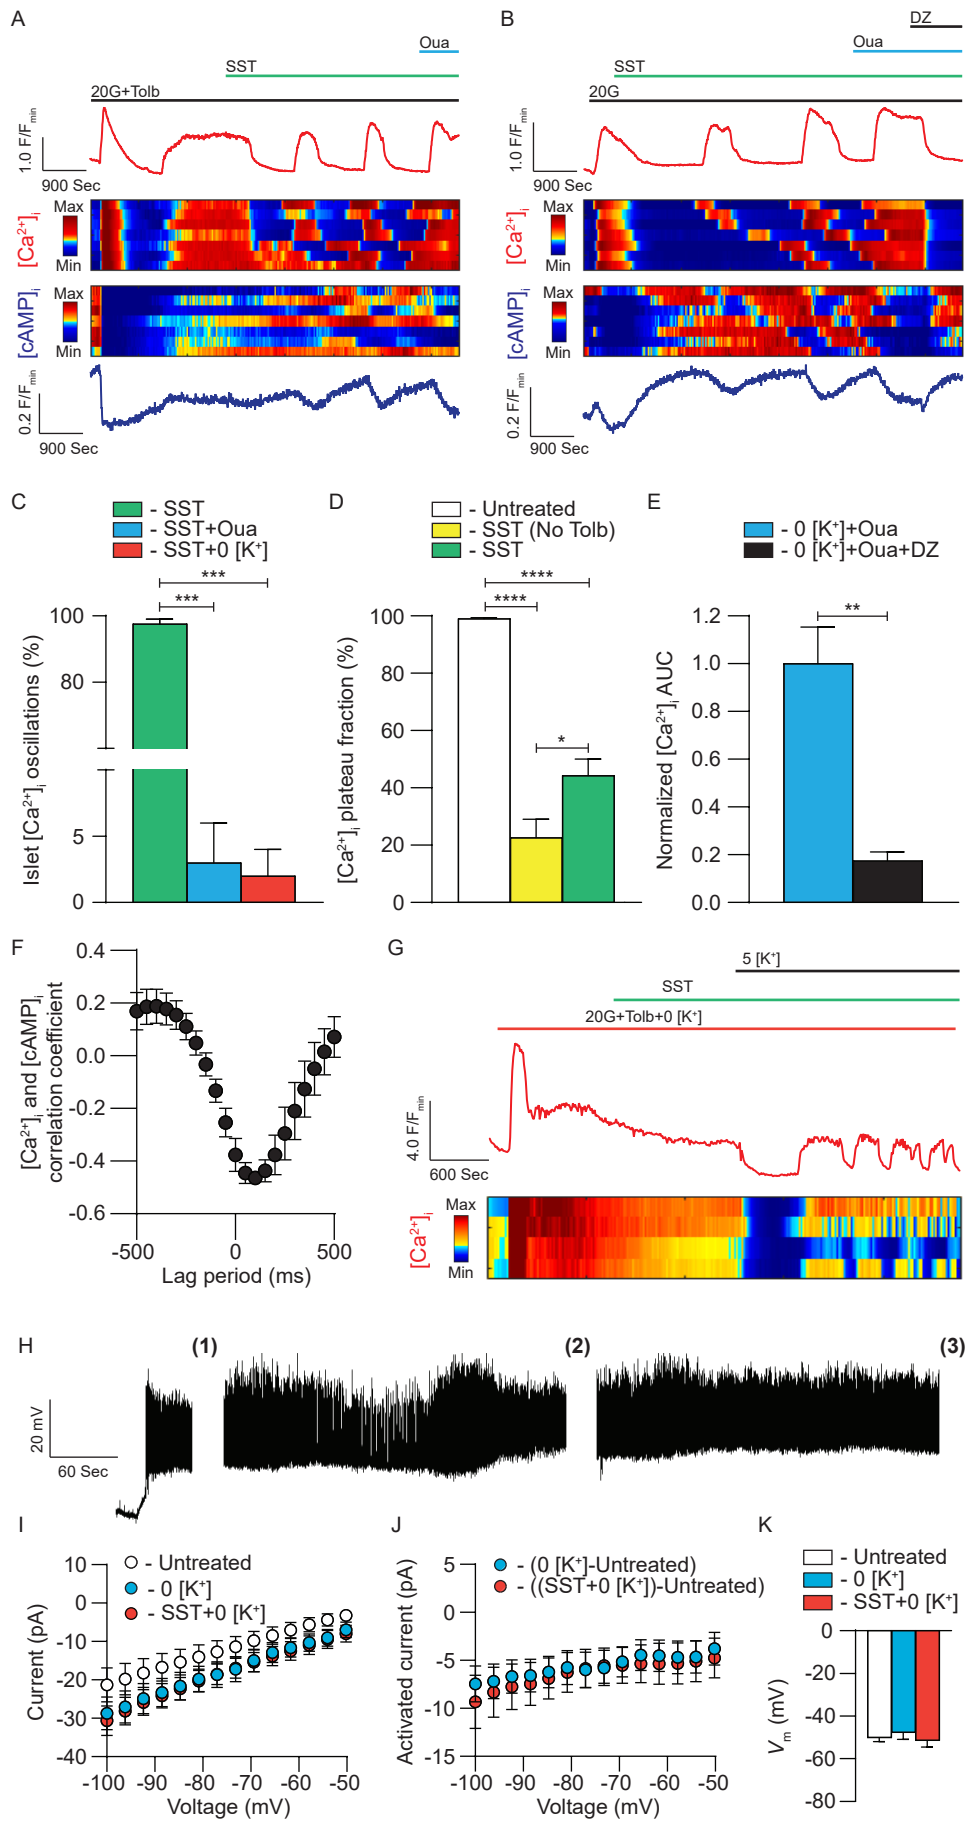 A
Oua
SST
20G+Tolb
1.0 F/Fmin
900 Sec
[Ca2+]i
Max
Min
[cAMP]i
Max
Min
0.2 F/Fmin
900 Sec
B
DZ
Oua
SST
20G
1.0 F/Fmin
900 Sec
[Ca2+]i
Max
Min
[cAMP]i
Max
Min
0.2 F/Fmin
900 Sec
C
- SST
- SST+Oua
- SST+0 [K+]
***
***
Islet [Ca2+]i oscillations (%)
100
80
5
0
D
- Untreated
- SST (No Tolb)
- SST
****
****
*
[Ca2+]i plateau fraction (%)
100
80
60
40
20
0
E
- 0 [K+]+Oua
- 0 [K+]+Oua+DZ
**
Normalized [Ca2+]i AUC
1.2
1.0
0.8
0.6
0.4
0.2
0.0
F
[Ca2+]i and [cAMP]i
correlation coefficient
0.4
0.2
0.0
-0.2
-0.4
-0.6
-500 0 500
Lag period (ms)
G
5 [K+]
SST
20G+Tolb+0 [K+]
4.0 F/Fmin
600 Sec
[Ca2+]i
Max
Min
H
(1)
(2)
(3)
20 mV
60 Sec
I
- Untreated
- 0 [K+]
- SST+0 [K+]
Current (pA)
10
0
-10
-20
-30
-40
-100 -90 -80 -70 -60 -50
Voltage (mV)
J
- (0 [K+]-Untreated)
- ((SST+0 [K+])-Untreated)
Activated current (pA)
5
0
-5
-10
-15
-100 -90 -80 -70 -60 -50
Voltage (mV)
K
- Untreated
- 0 [K+]
- SST+0 [K+]
Vm (mV)
0
-20
-40
-60
-80